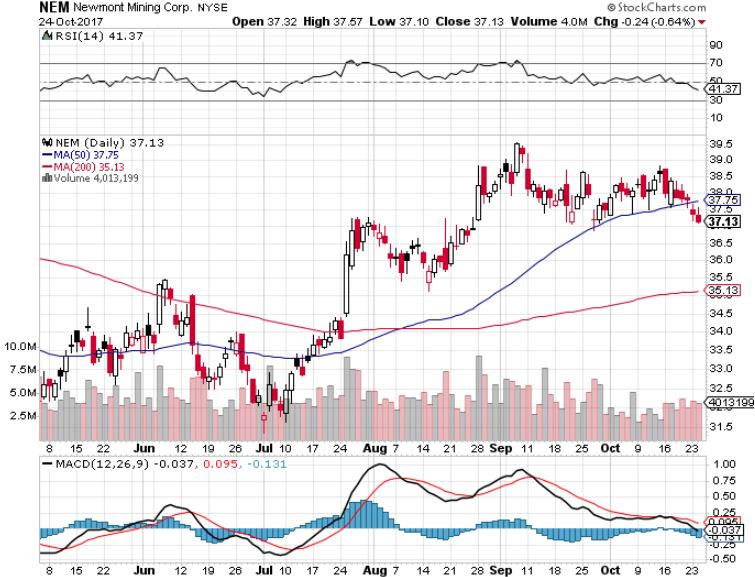 NEM Newmont Mining Corp. NYSE © StockCharts.com
24-Oct-2017 Open 37.32 High 37.57 Low 37.10 Close 37.13 Volume 4.0M Chg -0.24 (-0.64%)
RSI(14) 41.37
90
70
50
41.37
30
10
NEM (Daily) 37.13
MA(50) 37.75
MA(200) 35.13
Volume 4,013,199
39.5
39.0
38.5
38.0
37.75
37.5
37.13
36.5
36.0
35.5
35.13
34.5
34.0
33.5
33.0
32.5
4013199
31.5
10.0M
7.5M
5.0M
2.5M
8 15 22 Jun 12 19 26 Jul 10 17 24 Aug 7 14 21 28 Sep 11 18 25 Oct 9 16 23
MACD(12,26,9) -0.037, 0.095, -0.131
1.00
0.75
0.50
0.25
0.095
-0.037
-0.131
-0.25
-0.50
8 15 22 Jun 12 19 26 Jul 10 17 24 Aug 7 14 21 28 Sep 11 18 25 Oct 9 16 23